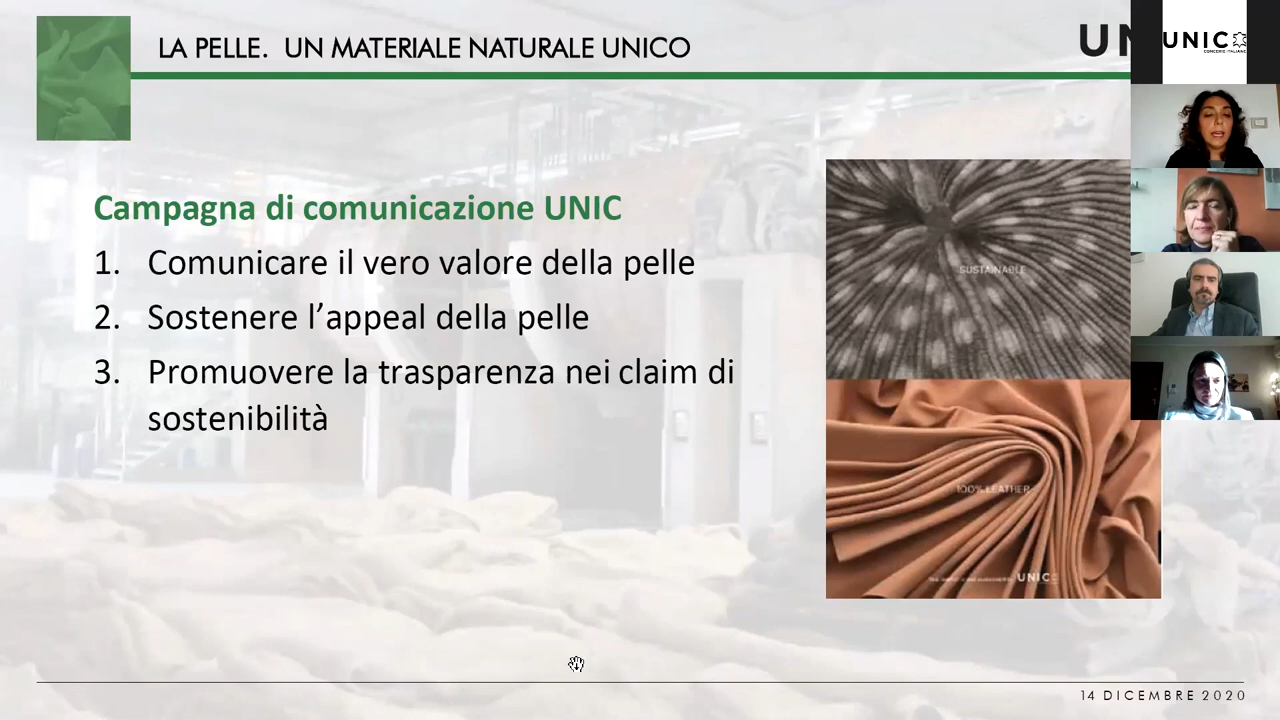 LA PELLE. UN MATERIALE NATURALE UNICO
UN
UNIC
CONCERIE ITALIANE
Campagna di comunicazione UNIC
1. Comunicare il vero valore della pelle
2. Sostenere l’appeal della pelle
3. Promuovere la trasparenza nei claim di
sostenibilità
SUSTAINABLE
100% LEATHER
UNIC
14 DICEMBRE 2020